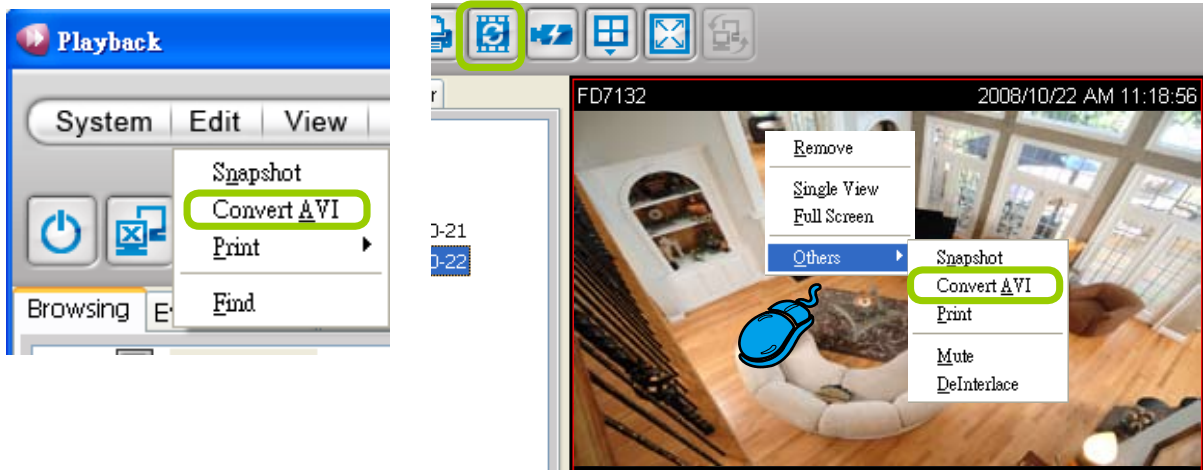 Playback
System Edit View
Snapshot
Convert AVI
Print
Find
Browsing
FD7132 2008/10/22 AM 11:18:56
0-21
0-22
Remove
Single View
Full Screen
Others
Snapshot
Convert AVI
Print
Mute
DeInterlace